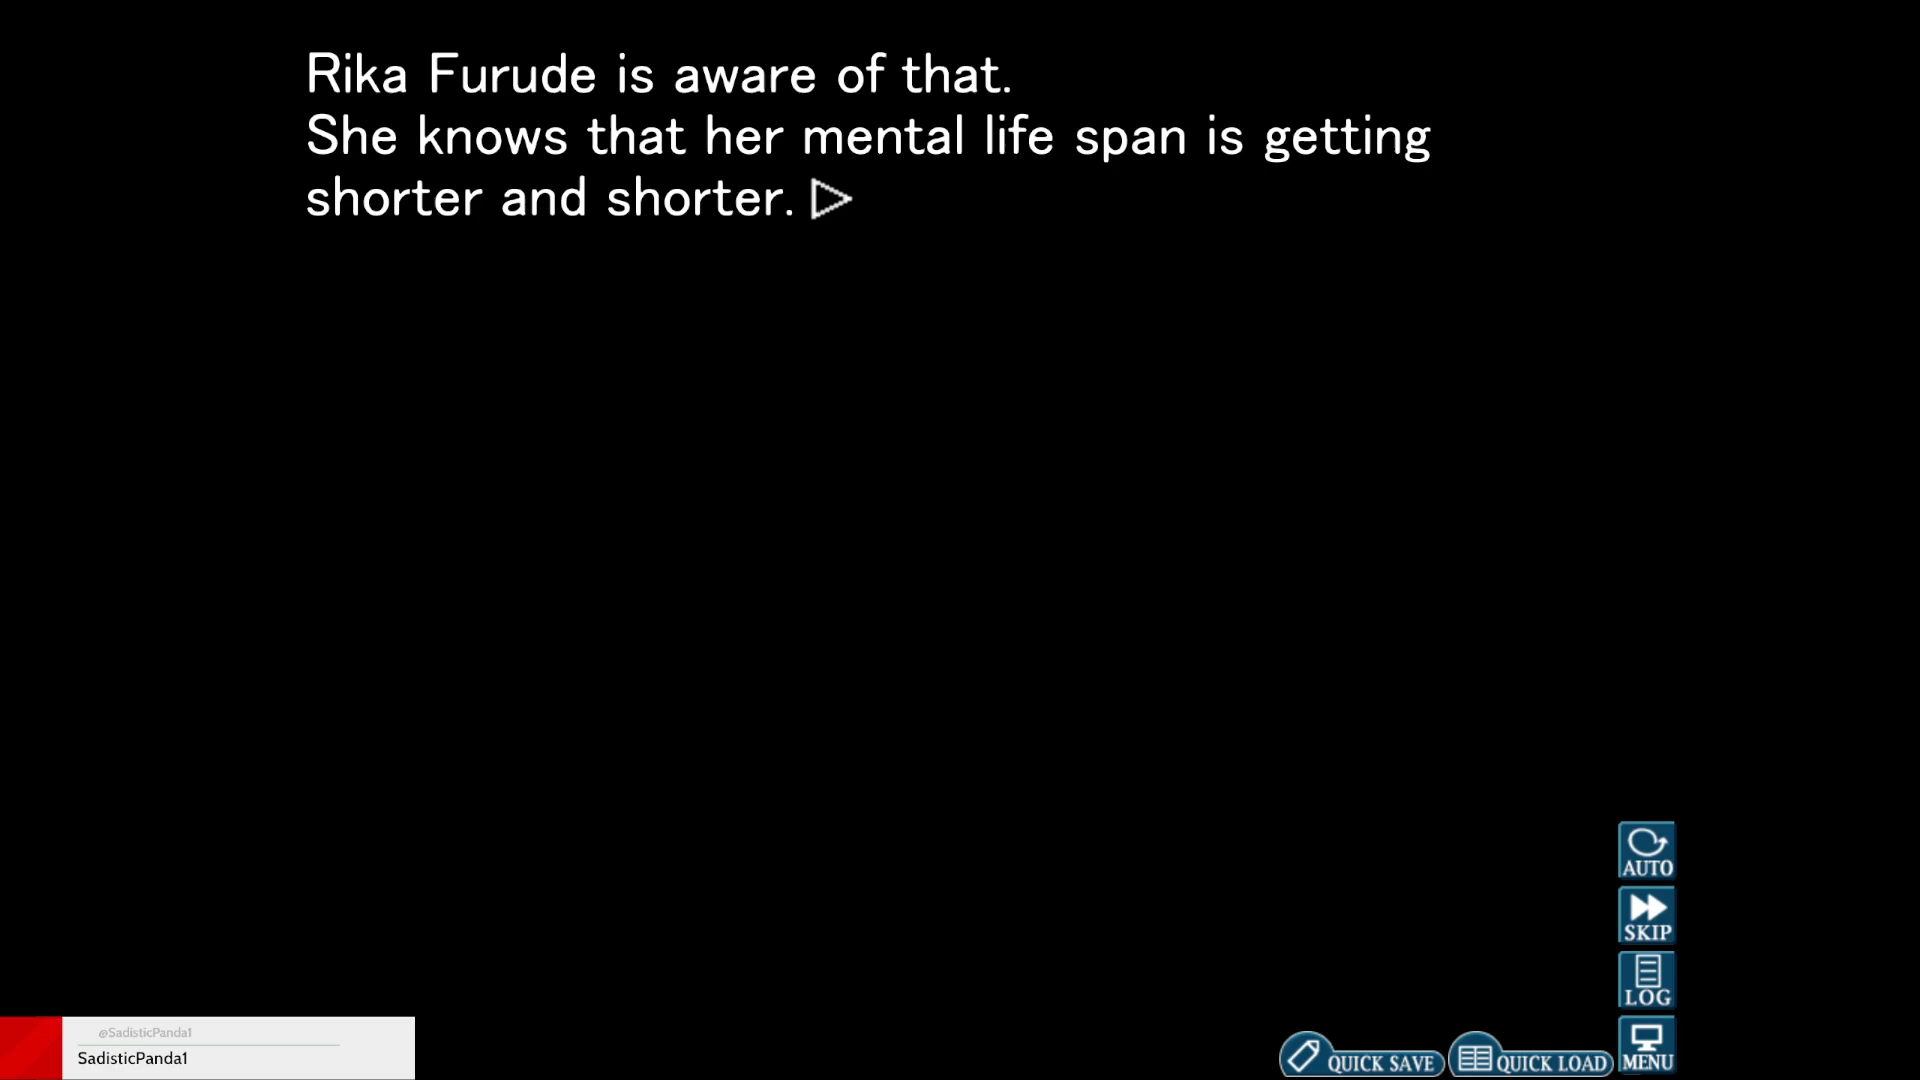 Rika Furude is aware of that.
She knows that her mental life span is getting
shorter and shorter.
AUTO
SKIP
LOG
MENU
QUICK SAVE
QUICK LOAD
@SadisticPanda1
SadisticPanda1